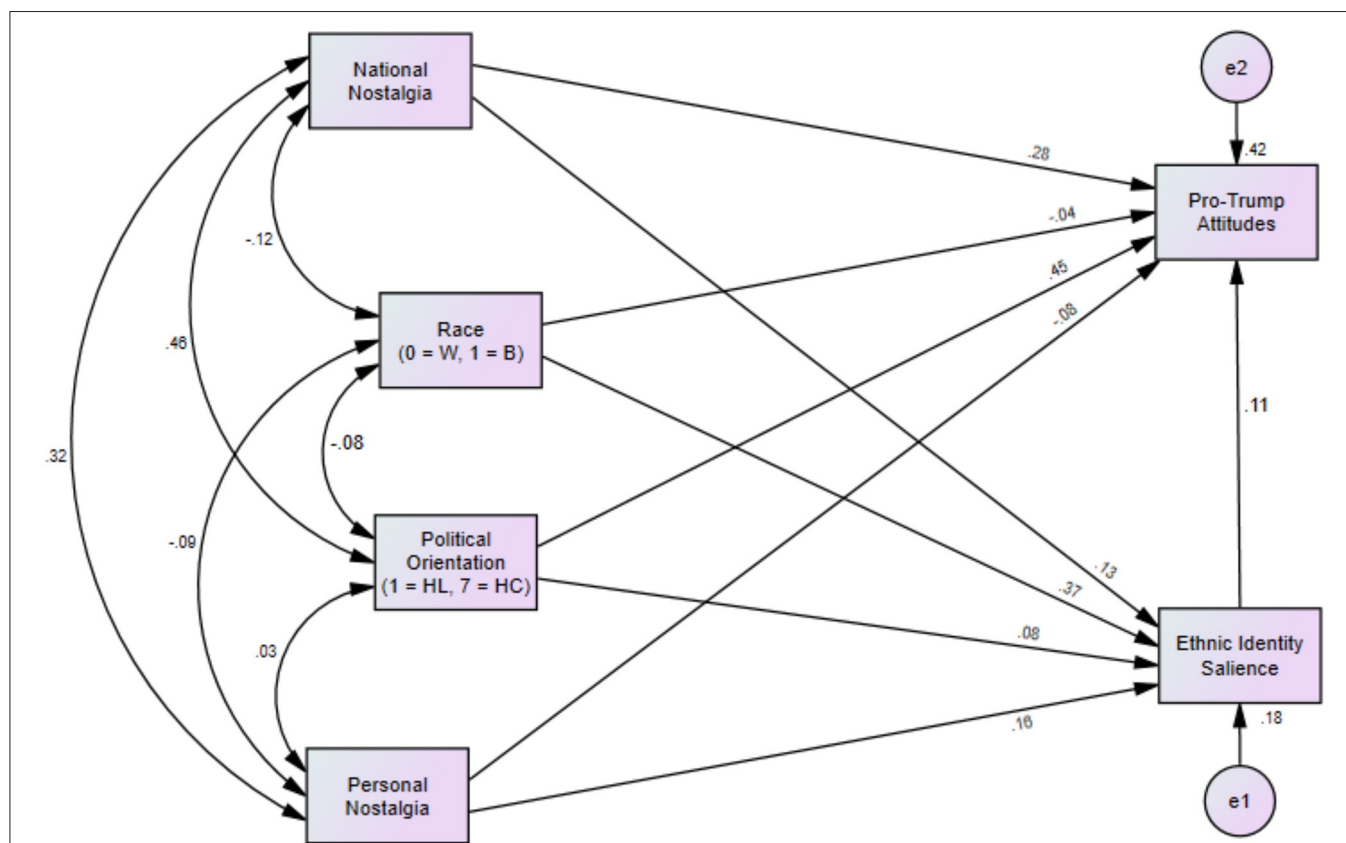 National
Nostalgia
e2
.28
.42
Pro-Trump
Attitudes
-.04
-.12
.45
-.08
Race
(0 = W, 1 = B)
.46
.11
-.08
.32
-.09
Political
Orientation
(1 = HL, 7 = HC)
.13
.37
.08
Ethnic Identity
Salience
.03
.16
.18
Personal
Nostalgia
e1